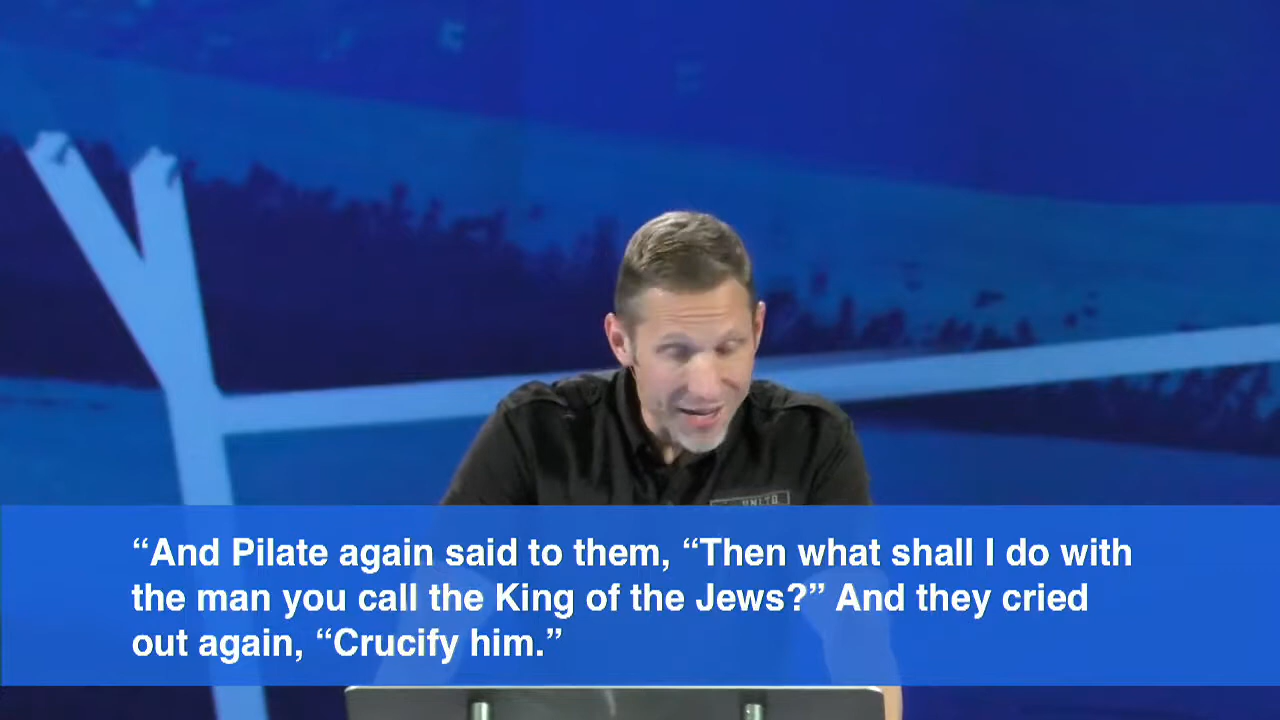 “And Pilate again said to them, “Then what shall I do with
the man you call the King of the Jews?” And they cried
out again, “Crucify him.”